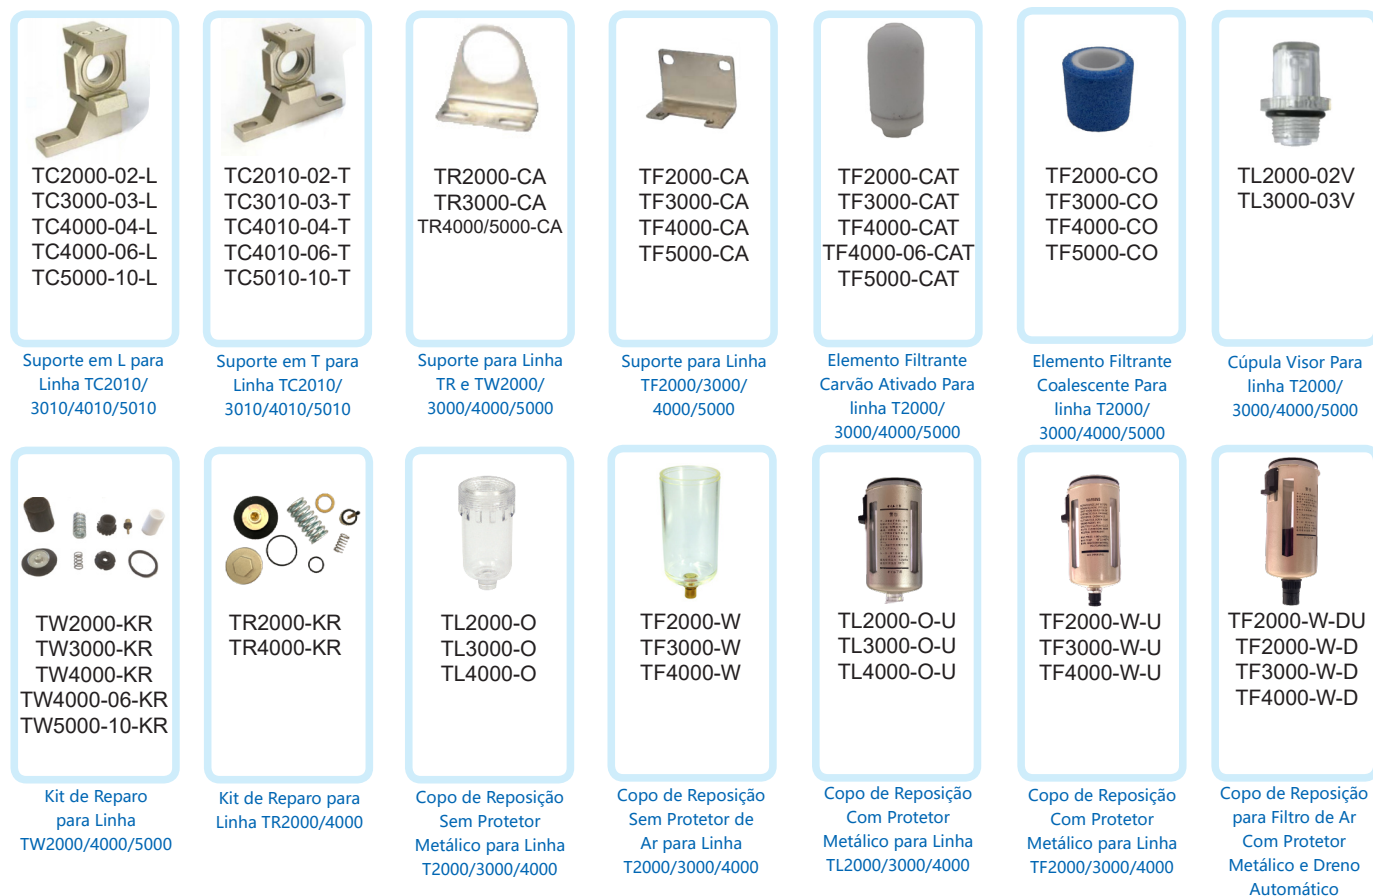 TC2000-02-L
TC3000-03-L
TC4000-04-L
TC4000-06-L
TC5000-10-L
Suporte em L para
Linha TC2010/
3010/4010/5010
TC2010-02-T
TC3010-03-T
TC4010-04-T
TC4010-06-T
TC5010-10-T
Suporte em T para
Linha TC2010/
3010/4010/5010
TR2000-CA
TR3000-CA
TR4000/5000-CA
Suporte para Linha
TR e TW2000/
3000/4000/5000
TF2000-CA
TF3000-CA
TF4000-CA
TF5000-CA
Suporte para Linha
TF2000/3000/
4000/5000
TF2000-CAT
TF3000-CAT
TF4000-CAT
TF4000-06-CAT
TF5000-CAT
Elemento Filtrante
Carvão Ativado Para
linha T2000/
3000/4000/5000
TF2000-CO
TF3000-CO
TF4000-CO
TF5000-CO
Elemento Filtrante
Coalescente Para
linha T2000/
3000/4000/5000
TL2000-02V
TL3000-03V
Cúpula Visor Para
linha T2000/
3000/4000/5000
TW2000-KR
TW3000-KR
TW4000-KR
TW4000-06-KR
TW5000-10-KR
Kit de Reparo
para Linha
TW2000/4000/5000
TR2000-KR
TR4000-KR
Kit de Reparo para
Linha TR2000/4000
TL2000-O
TL3000-O
TL4000-O
Copo de Reposição
Sem Protetor
Metálico para Linha
T2000/3000/4000
TF2000-W
TF3000-W
TF4000-W
Copo de Reposição
Sem Protetor de
Ar para Linha
T2000/3000/4000
TL2000-O-U
TL3000-O-U
TL4000-O-U
Copo de Reposição
Com Protetor
Metálico para Linha
TL2000/3000/4000
TF2000-W-U
TF3000-W-U
TF4000-W-U
Copo de Reposição
Com Protetor
Metálico para Linha
TF2000/3000/4000
TF2000-W-DU
TF2000-W-D
TF3000-W-D
TF4000-W-D
Copo de Reposição
para Filtro de Ar
Com Protetor
Metálico e Dreno
Automático